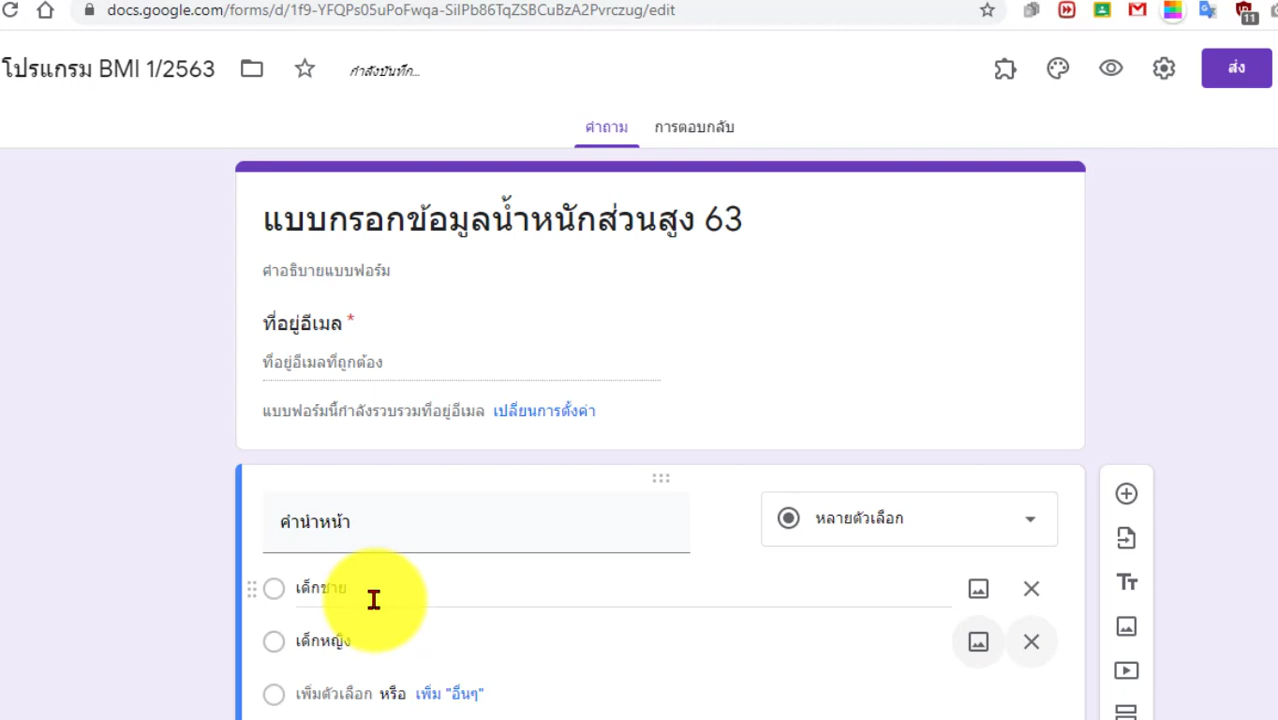 docs.google.com/forms/d/1f9-YFQPs05uPoFwqa-SilPb86TqZSBCuBzA2Pvrczug/edit
11
โปรแกรม BMI 1/2563
กำลังบันทึก...
ส่ง
คำถาม
การตอบกลับ
แบบกรอกข้อมูลน้ำหนักส่วนสูง 63
คำอธิบายแบบฟอร์ม
ที่อยู่อีเมล *
ที่อยู่อีเมลที่ถูกต้อง
แบบฟอร์มนี้กำลังรวบรวมที่อยู่อีเมล เปลี่ยนการตั้งค่า
คำนำหน้า
หลายตัวเลือก
เด็กชาย
เด็กหญิง
เพิ่มตัวเลือก หรือ เพิ่ม "อื่นๆ"
Tт